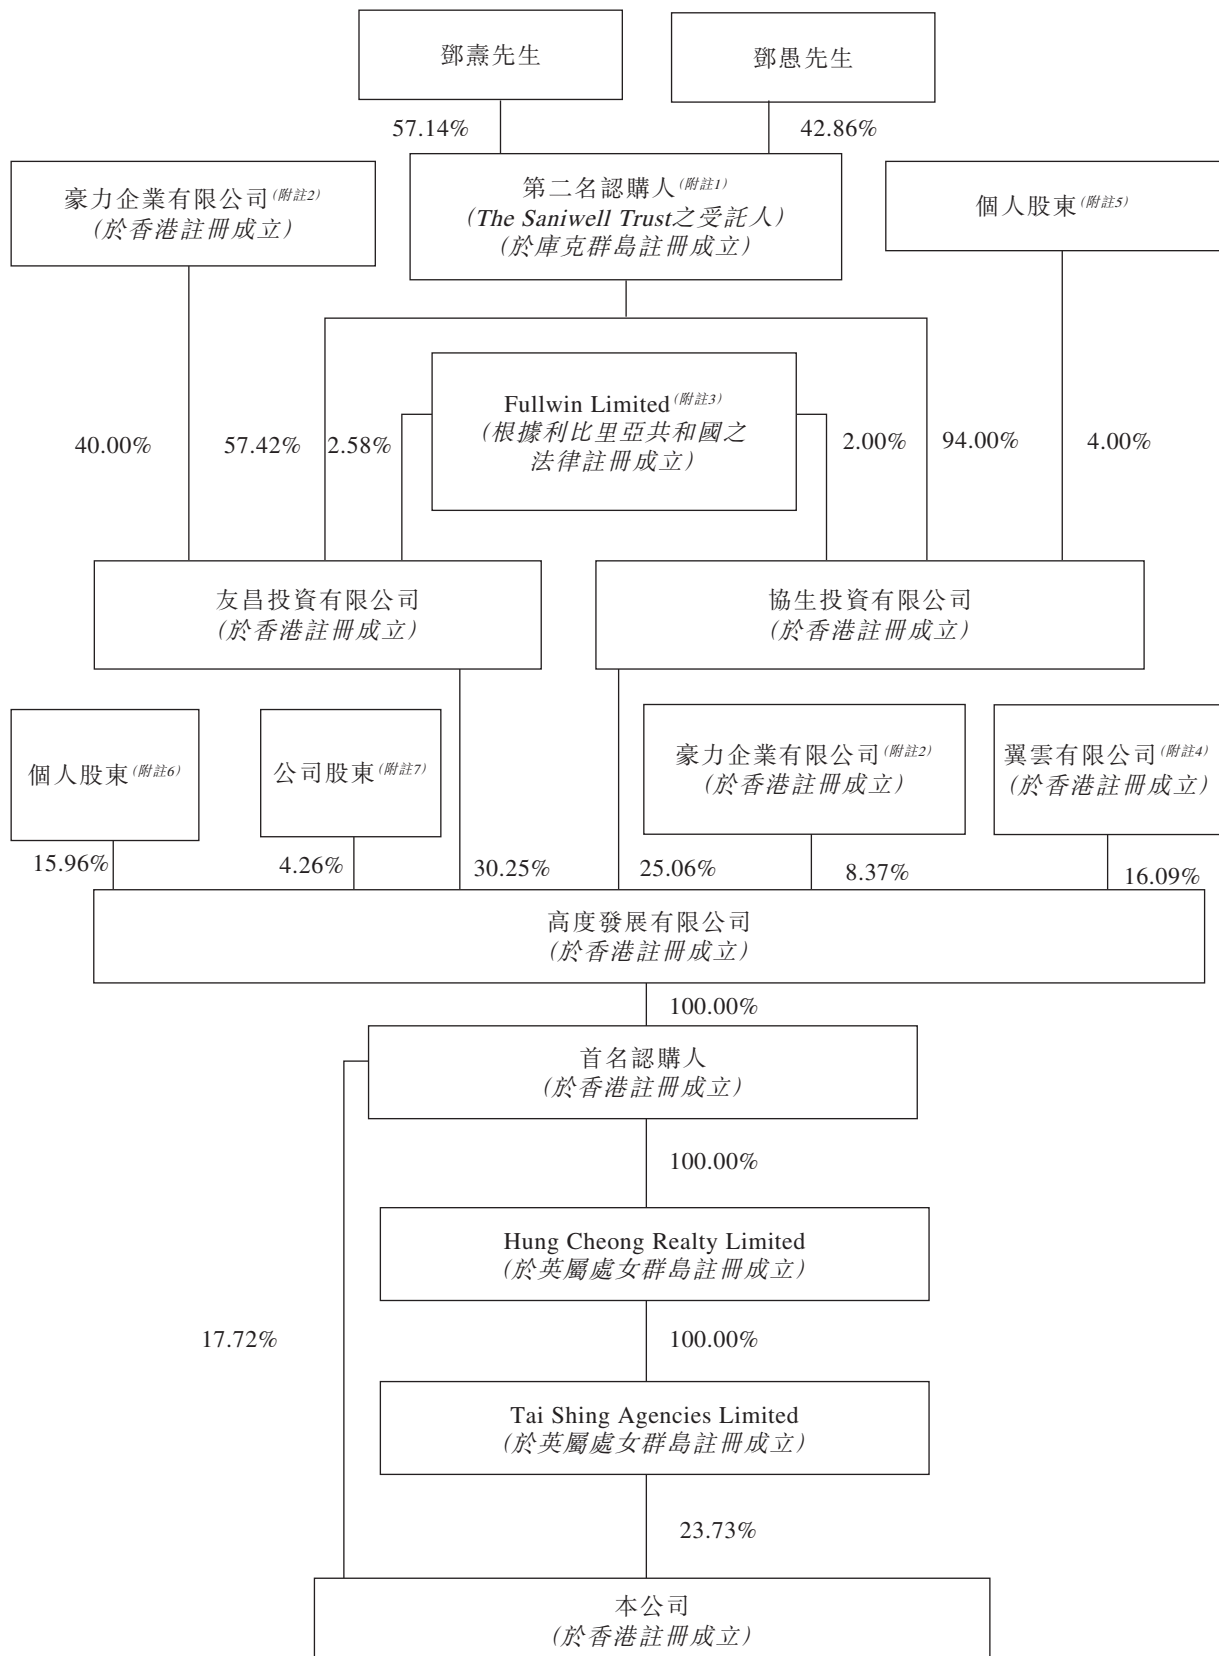 鄧燾先生
鄧愚先生
57.14%
42.86%
豪力企業有限公司(附註2)
(於香港註冊成立)
第二名認購人(附註1)
(The Saniwell Trust之受託人)
(於庫克群島註冊成立)
個人股東(附註5)
Fullwin Limited(附註3)
(根據利比里亞共和國之
法律註冊成立)
40.00%
57.42%
2.58%
2.00%
94.00%
4.00%
友昌投資有限公司
(於香港註冊成立)
協生投資有限公司
(於香港註冊成立)
個人股東(附註6)
公司股東(附註7)
豪力企業有限公司(附註2)
(於香港註冊成立)
翼雲有限公司(附註4)
(於香港註冊成立)
15.96%
4.26%
30.25%
25.06%
8.37%
16.09%
高度發展有限公司
(於香港註冊成立)
100.00%
首名認購人
(於香港註冊成立)
100.00%
Hung Cheong Realty Limited
(於英屬處女群島註冊成立)
17.72%
100.00%
Tai Shing Agencies Limited
(於英屬處女群島註冊成立)
23.73%
本公司
(於香港註冊成立)